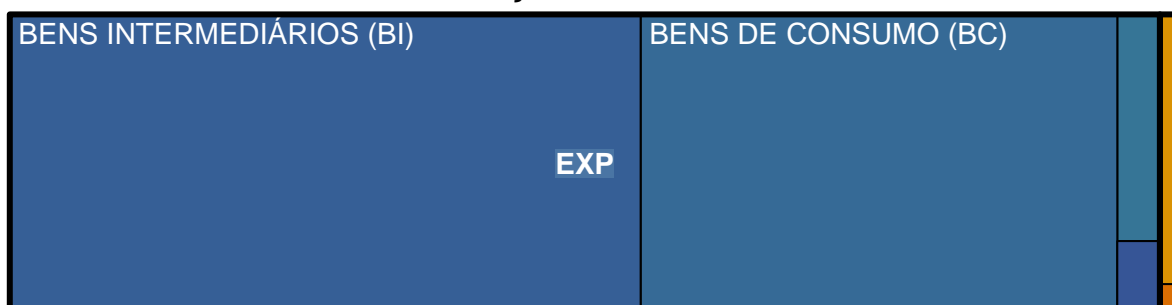 BENS INTERMEDIÁRIOS (BI)
BENS DE CONSUMO (BC)
EXP